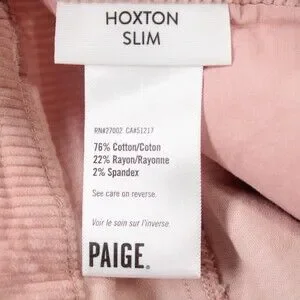 HOXTON
SLIM
RN#27002 CA#51217
76% Cotton/Coton
22% Rayon/Rayonne
2% Spandex
See care on reverse.
Voir le soin sur l'inverse.
PAIGE.